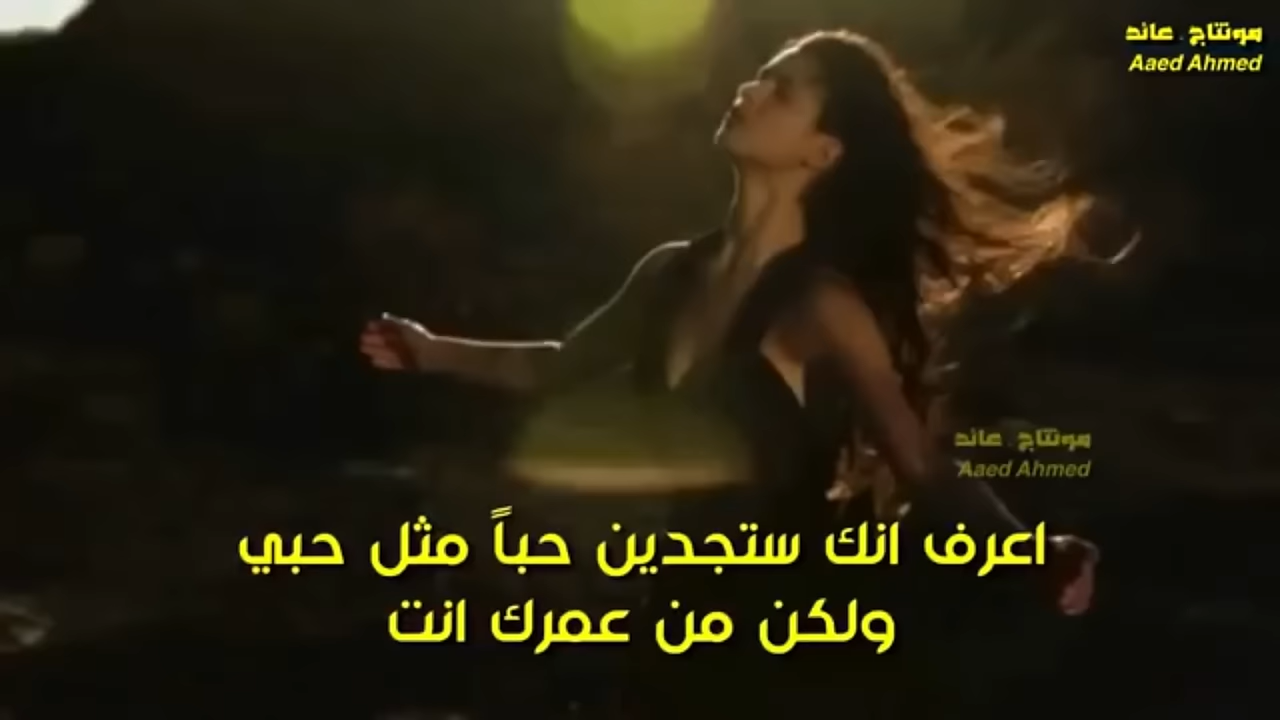 مونتاج . عائد
Aaed Ahmed
مونتاج . عائد
Aaed Ahmed
اعرف انك ستجدين حباً مثل حبي
ولكن من عمرك انت